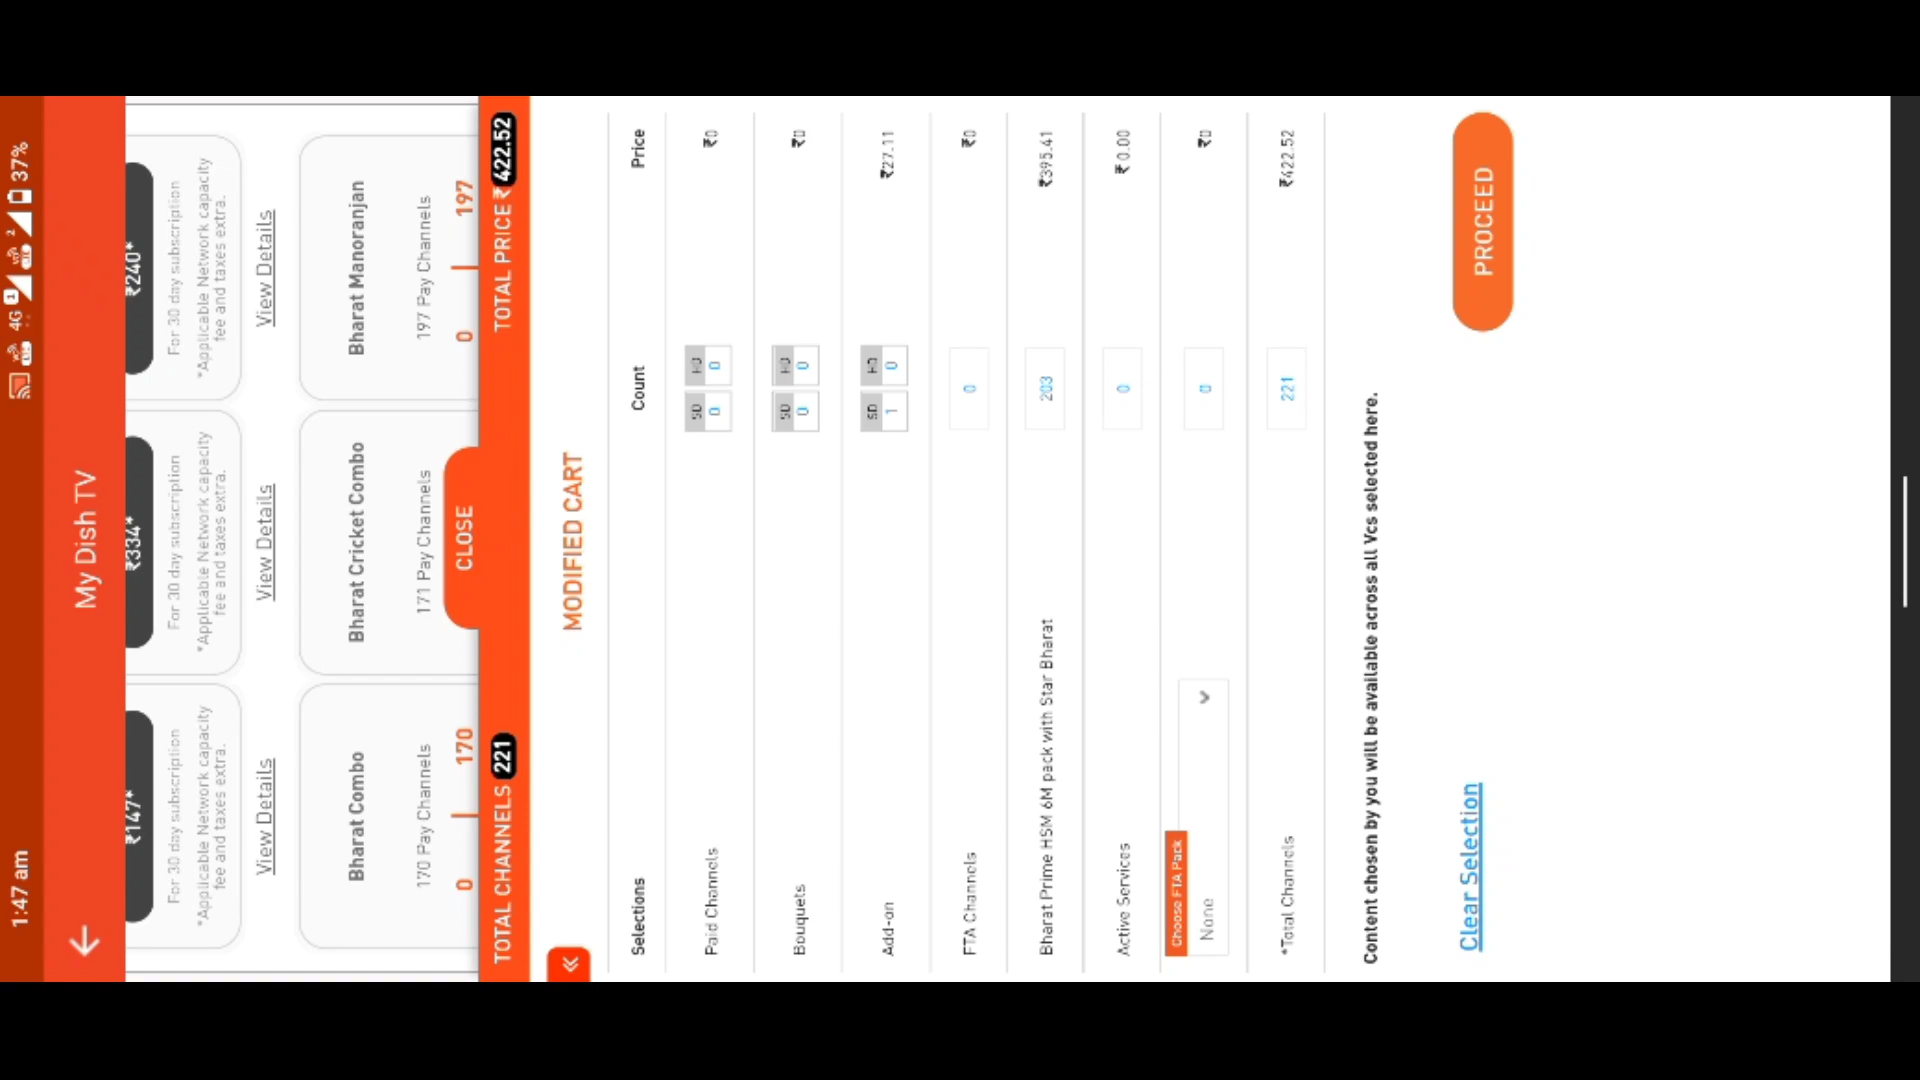 1:47 am 4G 1 2 37%
My Dish TV
₹147*
₹334*
₹240*
For 30 day subscription
*Applicable Network capacity
fee and taxes extra.
For 30 day subscription
*Applicable Network capacity
fee and taxes extra.
For 30 day subscription
*Applicable Network capacity
fee and taxes extra.
View Details
View Details
View Details
Bharat Combo
Bharat Cricket Combo
Bharat Manoranjan
170 Pay Channels
171 Pay Channels
197 Pay Channels
0 170
CLOSE
0 197
TOTAL CHANNELS 221
TOTAL PRICE ₹ 422.52
MODIFIED CART
Selections Count Price
Paid Channels SD 0 HD 0 ₹0
Bouquets SD 0 HD 0 ₹0
Add-on SD 1 HD 0 ₹27.11
FTA Channels 0 ₹0
Bharat Prime HSM 6M pack with Star Bharat 203 ₹395.41
Active Services 0 ₹ 0.00
Choose FTA Pack
None 0 ₹0
*Total Channels 221 ₹422.52
Content chosen by you will be available across all Vcs selected here.
Clear Selection
PROCEED